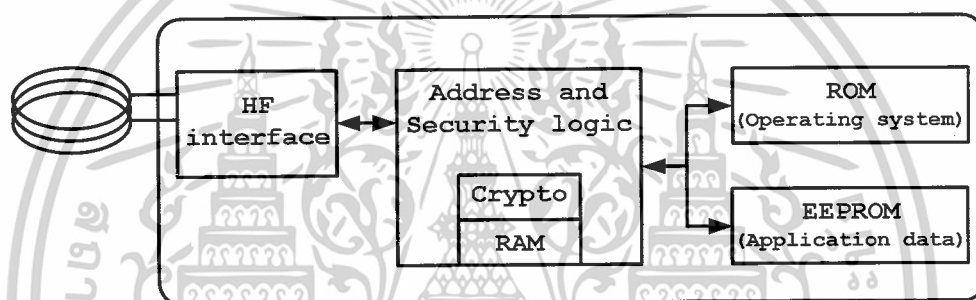 HF
interface
Address and
Security logic
Crypto
RAM
ROM
(Operating system)
EEPROM
(Application data)